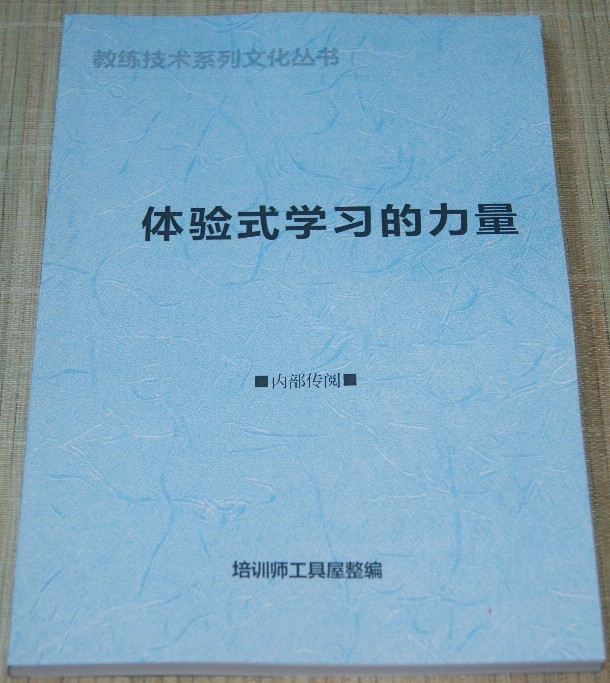 教练技术系列文化丛书
体验式学习的力量
■内部传阅■
培训师工具屋整编